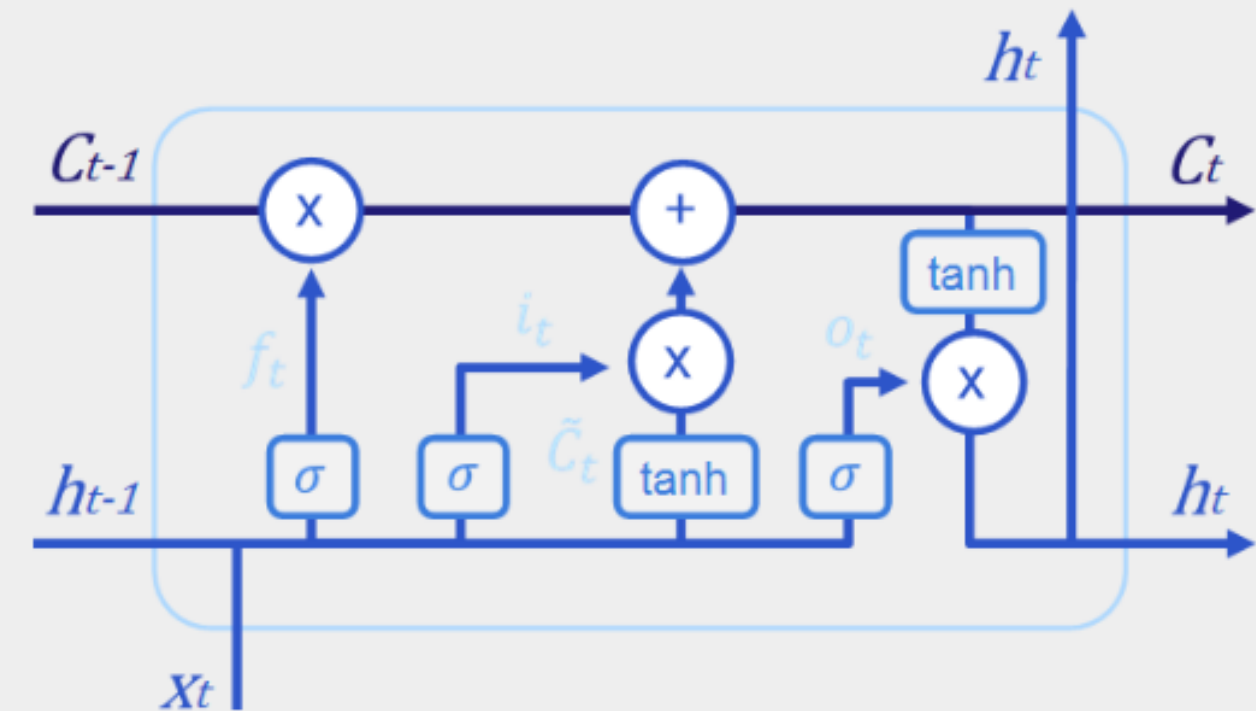 hₜ
Cₜ₋₁
Cₜ
x
+
tanh
fₜ
iₜ
x
oₜ
x
C̃ₜ
hₜ₋₁
σ
σ
tanh
σ
hₜ
xₜ